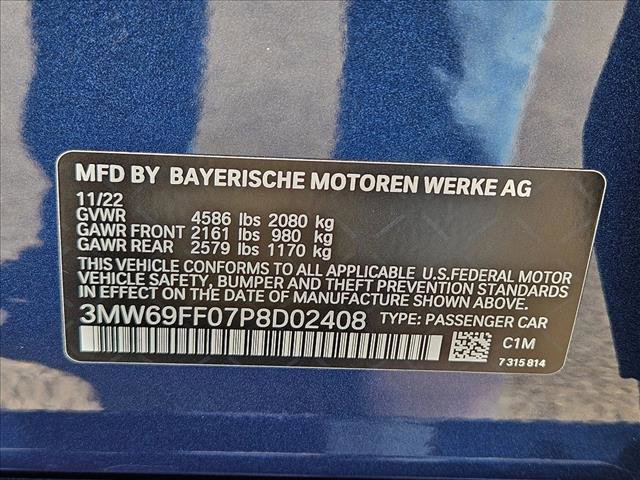 MFD BY BAYERISCHE MOTOREN WERKE AG
11/22
GVWR 4586 lbs 2080 kg
GAWR FRONT 2161 lbs 980 kg
GAWR REAR 2579 lbs 1170 kg
THIS VEHICLE CONFORMS TO ALL APPLICABLE U.S.FEDERAL MOTOR
VEHICLE SAFETY, BUMPER AND THEFT PREVENTION STANDARDS IN
EFFECT ON THE DATE OF MANUFACTURE SHOWN ABOVE.
3MW69FF07P8D02408 TYPE: PASSENGER CAR
C1M
7 315 814